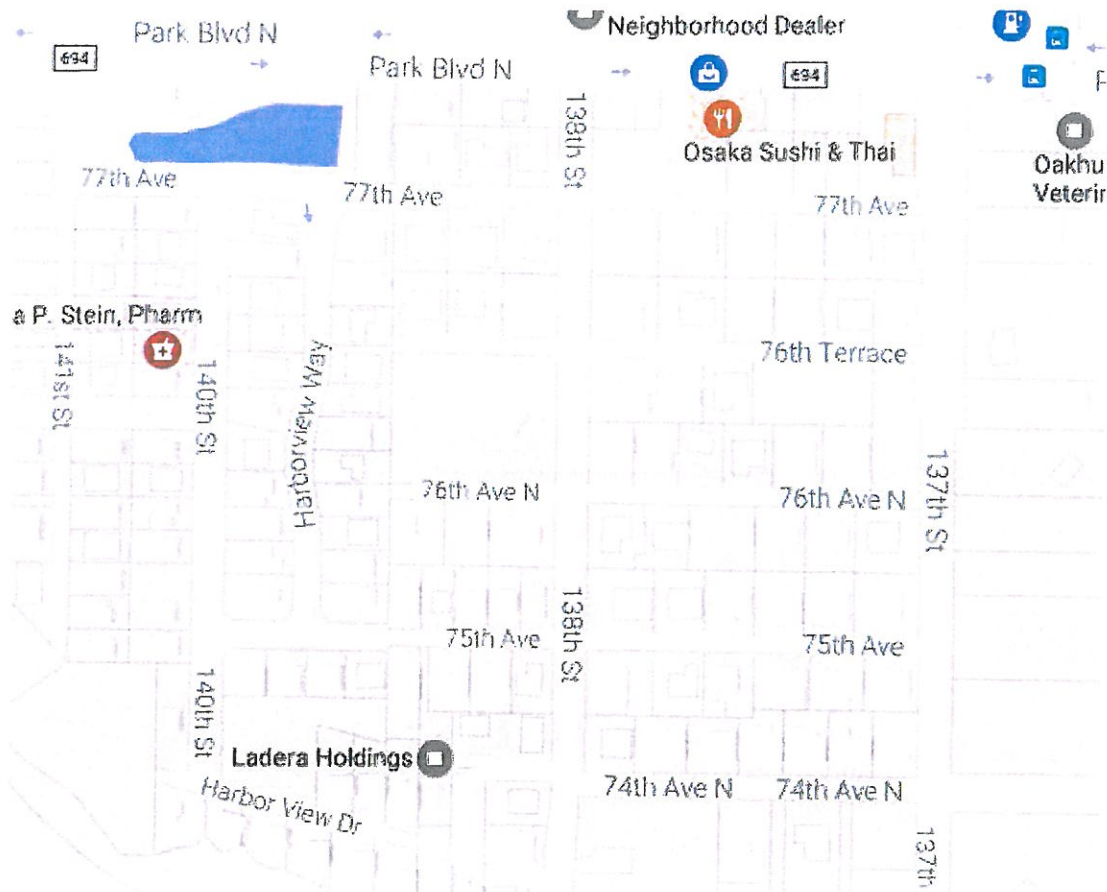 Park Blvd N
Neighborhood Dealer
694
Park Blvd N
694
138th St
Osaka Sushi & Thai
Oakhu
Veterir
77th Ave
77th Ave
77th Ave
a P. Stein, Pharm
141st St
140th St
Harborview Way
76th Terrace
76th Ave N
76th Ave N
137th St
138th St
75th Ave
75th Ave
140th St
Ladera Holdings
Harbor View Dr
74th Ave N
74th Ave N
137th